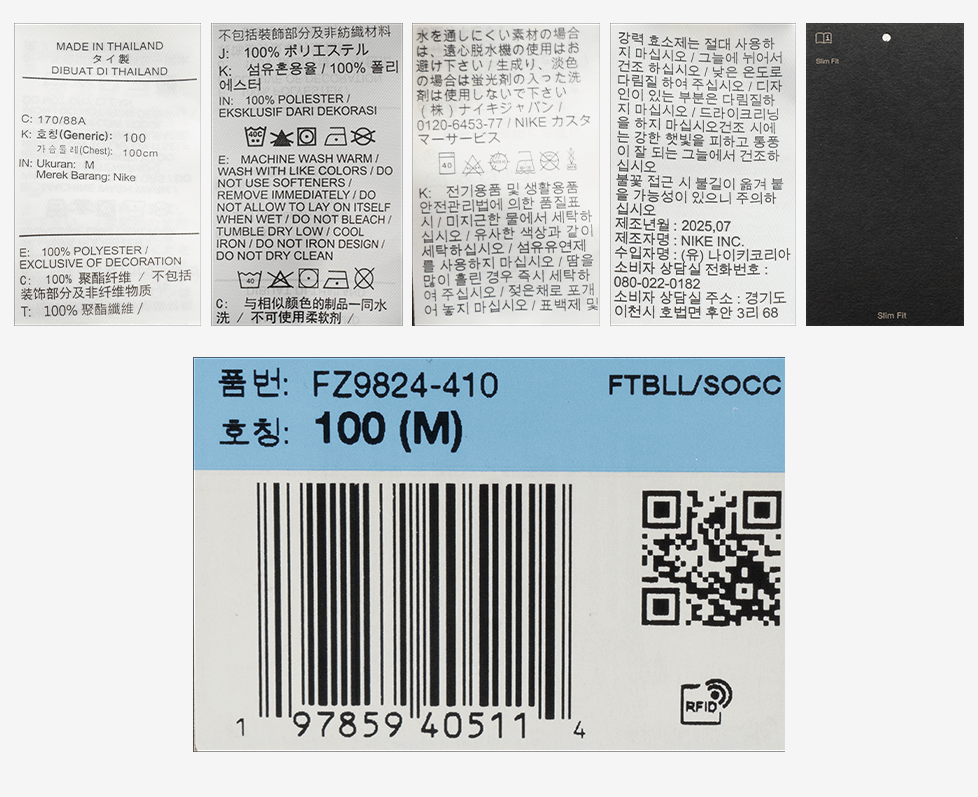 MADE IN THAILAND
タイ製
DIBUAT DI THAILAND
C: 170/88A
K: 호칭(Generic): 100
가슴둘레(Chest): 100cm
IN: Ukuran: M
Merek Barang: Nike
E: 100% POLYESTER /
EXCLUSIVE OF DECORATION
C: 100% 聚酯纤维 / 不包括
装饰部分及非纤维物质
T: 100% 聚酯纖維 /
不包括裝飾部分及非紡織材料
J: 100% ポリエステル
K: 섬유혼용율 / 100% 폴리
에스터
IN: 100% POLIESTER /
EKSKLUSIF DARI DEKORASI
40C
E: MACHINE WASH WARM /
WASH WITH LIKE COLORS / DO
NOT USE SOFTENERS /
REMOVE IMMEDIATELY / DO
NOT ALLOW TO LAY ON ITSELF
WHEN WET / DO NOT BLEACH /
TUMBLE DRY LOW / COOL
IRON / DO NOT IRON DESIGN /
DO NOT DRY CLEAN
40
C: 与相似颜色的制品一同水
洗 / 不可使用柔软剂 /
水を通しにくい素材の場合
は、遠心脱水機の使用はお
避け下さい / 生成り、淡色
の場合は蛍光剤の入った洗
剤は使用しないで下さい
(株) ナイキジャパン /
0120-6453-77 / NIKE カスタ
マーサービス
40
K: 전기용품 및 생활용품
안전관리법에 의한 품질표
시 / 미지근한 물에서 세탁하
십시오 / 유사한 색상과 같이
세탁하십시오 / 섬유유연제
를 사용하지 마십시오 / 땀을
많이 흘린 경우 즉시 세탁하
여 주십시오 / 젖은채로 포개
어 놓지 마십시오 / 표백제 및
강력 효소제는 절대 사용하
지 마십시오 / 그늘에 뉘어서
건조 하십시오 / 낮은 온도로
다림질 하여 주십시오 / 디자
인이 있는 부분은 다림질하
지 마십시오 / 드라이크리닝
을 하지 마십시오건조 시에
는 강한 햇빛을 피하고 통풍
이 잘 되는 그늘에서 건조하
십시오
불꽃 접근 시 불길이 옮겨 붙
을 가능성이 있으니 주의하
십시오
제조년월 : 2025,07
제조자명 : NIKE INC.
수입자명 : (유) 나이키코리아
소비자 상담실 전화번호 :
080-022-0182
소비자 상담실 주소 : 경기도
이천시 호법면 후안 3리 68
1
Slim Fit
Slim Fit
품번: FZ9824-410
FTBLL/SOCC
호칭: 100 (M)
1 97859 40511 4
RFID